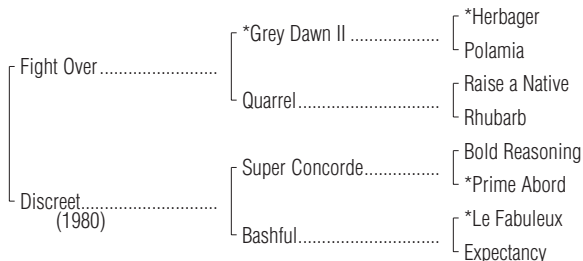 *Herbager
*Grey Dawn II ....................
Polamia
Fight Over..........................
Raise a Native
Quarrel................................
Rhubarb
Bold Reasoning
Super Concorde.................
*Prime Abord
Discreet..............................
(1980)
*Le Fabuleux
Bashful................................
Expectancy